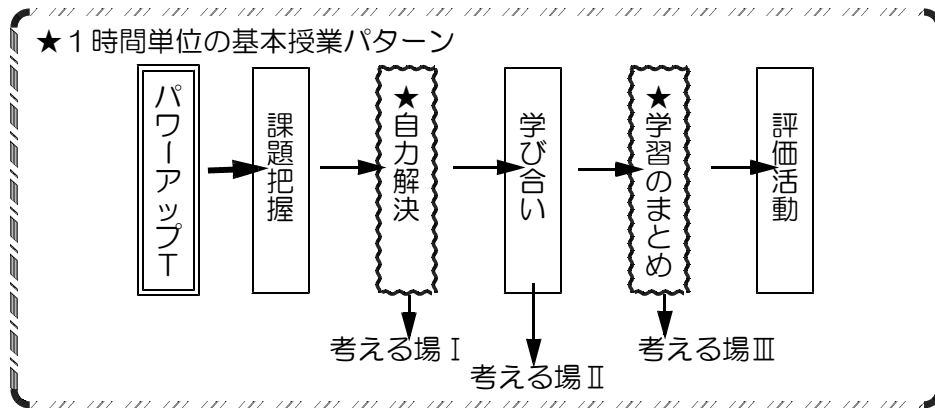 ★１時間単位の基本授業パターン
パワーアップT
課題把握
★自力解決
学び合い
★学習のまとめ
評価活動
考える場Ⅰ
考える場Ⅱ
考える場Ⅲ